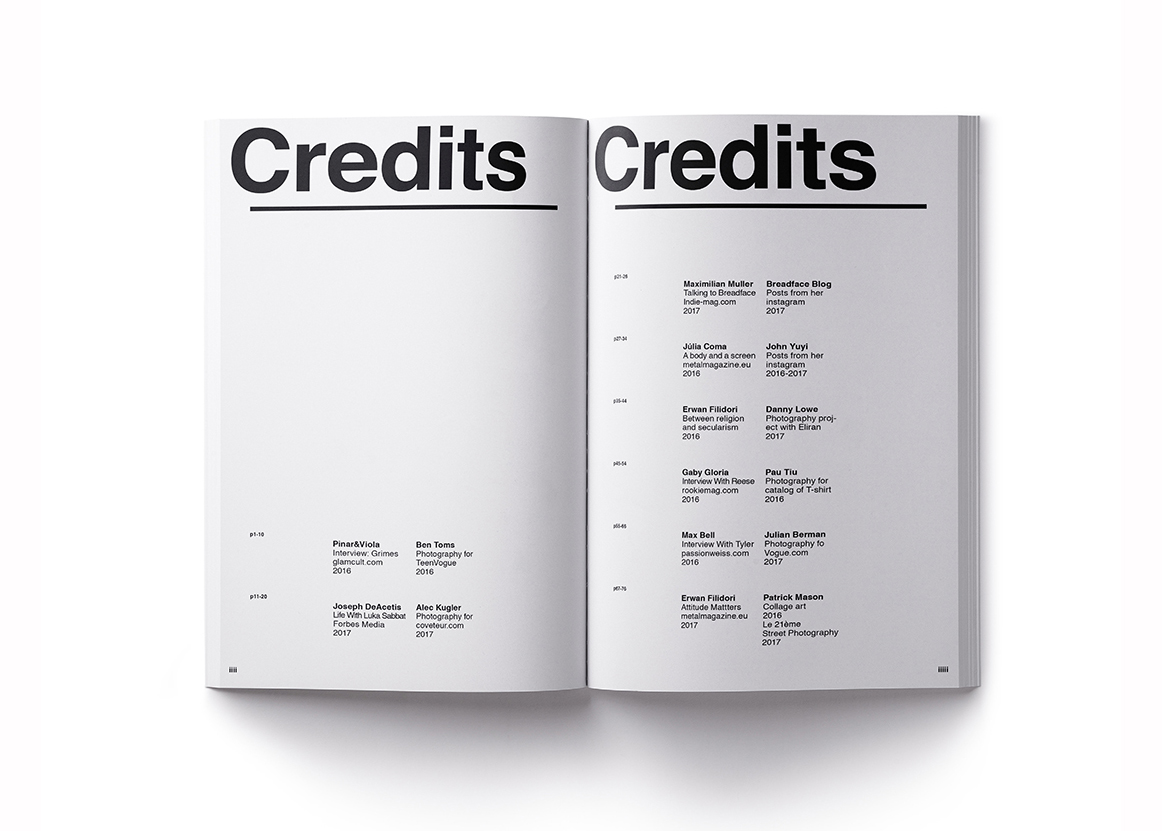 Credits
p1-10
Pinar&Viola
Interview: Grimes
glamcult.com
2016
Ben Toms
Photography for
TeenVogue
2016
p11-20
Joseph DeAcetis
Life With Luka Sabbat
Forbes Media
2017
Alec Kugler
Photography for
coveteur.com
2017
iiii
Credits
p21-26
Maximilian Muller
Talking to Breadface
Indie-mag.com
2017
Breadface Blog
Posts from her
instagram
2017
p27-34
Júlia Coma
A body and a screen
metalmagazine.eu
2016
John Yuyi
Posts from her
instagram
2016-2017
p35-44
Erwan Filidori
Between religion
and secularism
2016
Danny Lowe
Photography proj-
ect with Eliran
2017
p45-54
Gaby Gloria
Interview With Reese
rookiemag.com
2016
Pau Tiu
Photography for
catalog of T-shirt
2016
Max Bell
Interview With Tyler
passionweiss.com
2016
Julian Berman
Photography fo
Vogue.com
2017
p67-70
Erwan Filidori
Attitude Mattters
metalmagazine.eu
2017
Patrick Mason
Collage art
2016
Le 21ème
Street Photography
2017
iiiii